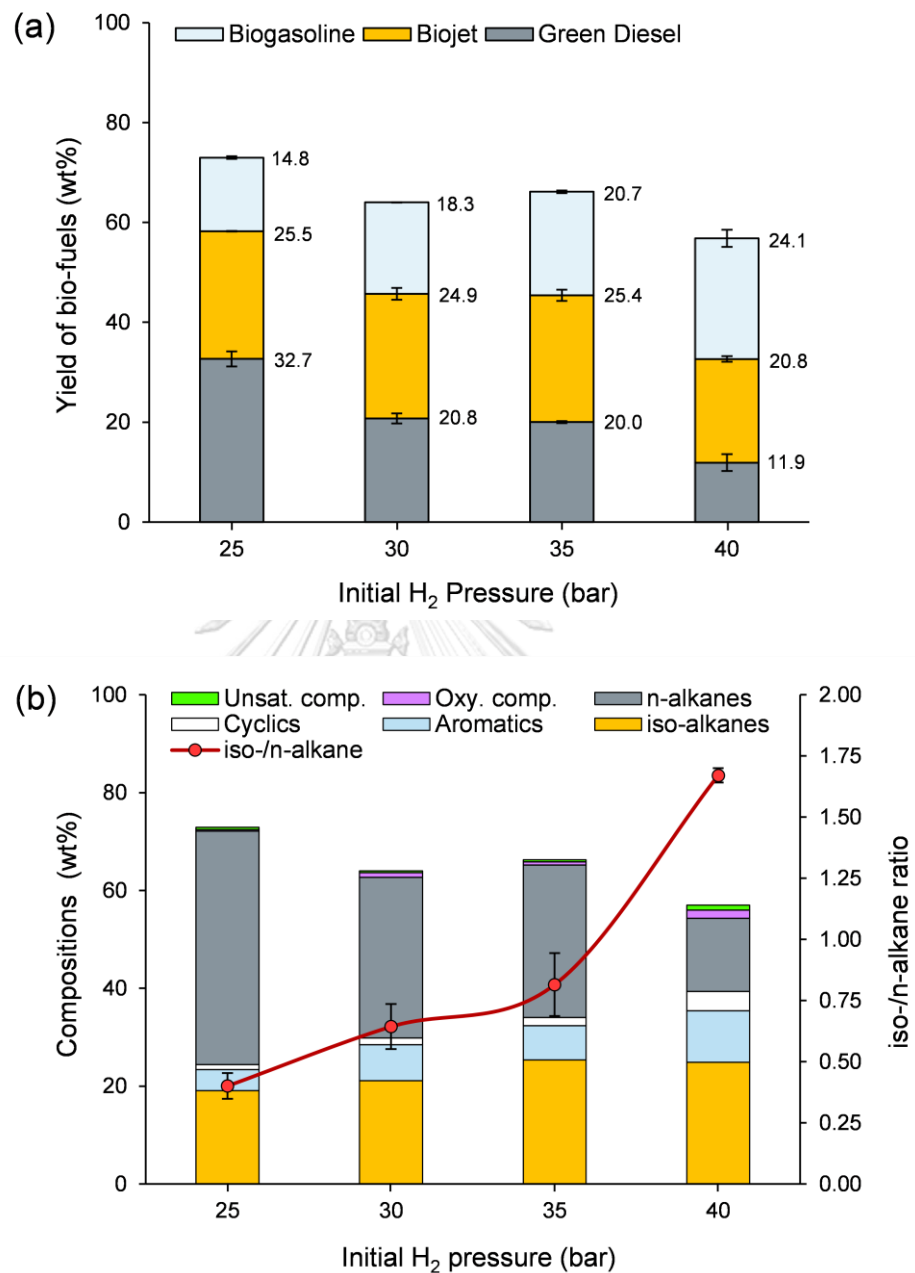 (a)
100
80
60
40
20
0
Yield of bio-fuels (wt%)
Biogasoline Biojet Green Diesel
14.8
25.5
32.7
18.3
24.9
20.8
20.7
25.4
20.0
24.1
20.8
11.9
25 30 35 40
Initial H₂ Pressure (bar)
(b)
100
80
60
40
20
0
Compositions (wt%)
Unsat. comp. Oxy. comp. n-alkanes
Cyclics Aromatics iso-alkanes
iso-/n-alkane
2.00
1.75
1.50
1.25
1.00
0.75
0.50
0.25
0.00
iso-/n-alkane ratio
25 30 35 40
Initial H₂ pressure (bar)